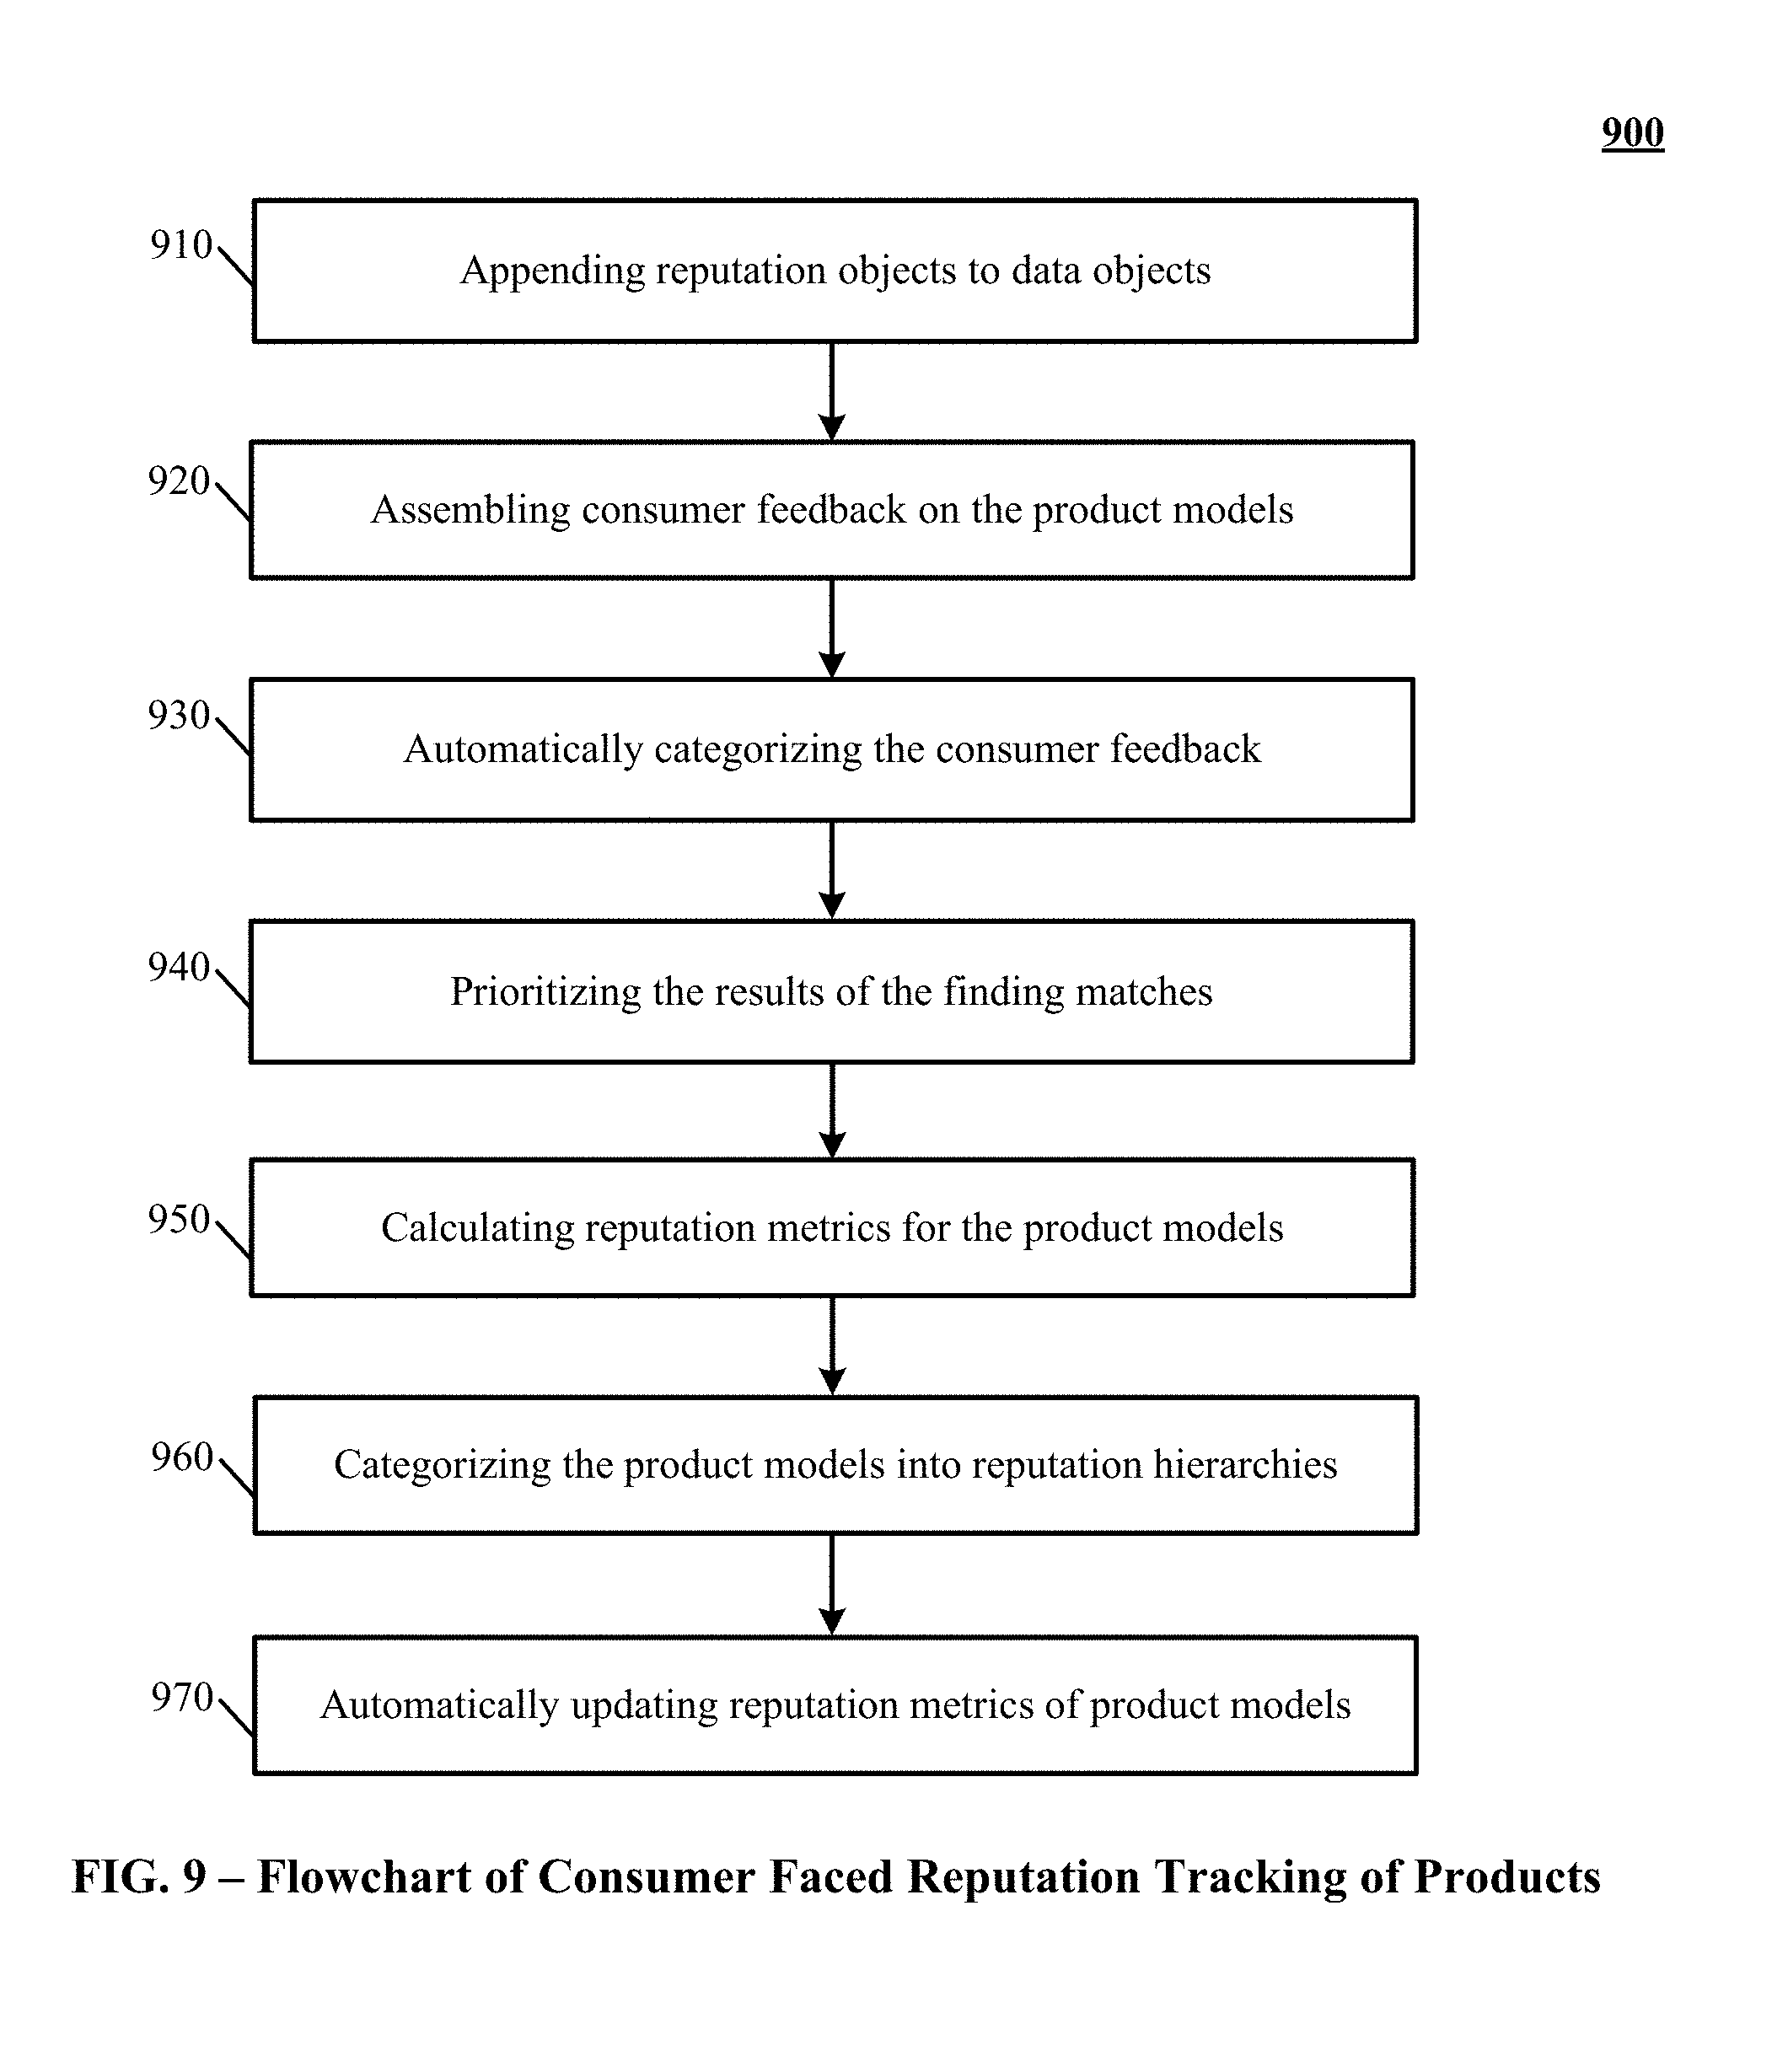 900
910
Appending reputation objects to data objects
920
Assembling consumer feedback on the product models
930
Automatically categorizing the consumer feedback
940
Prioritizing the results of the finding matches
950
Calculating reputation metrics for the product models
960
Categorizing the product models into reputation hierarchies
970
Automatically updating reputation metrics of product models
FIG. 9 – Flowchart of Consumer Faced Reputation Tracking of Products